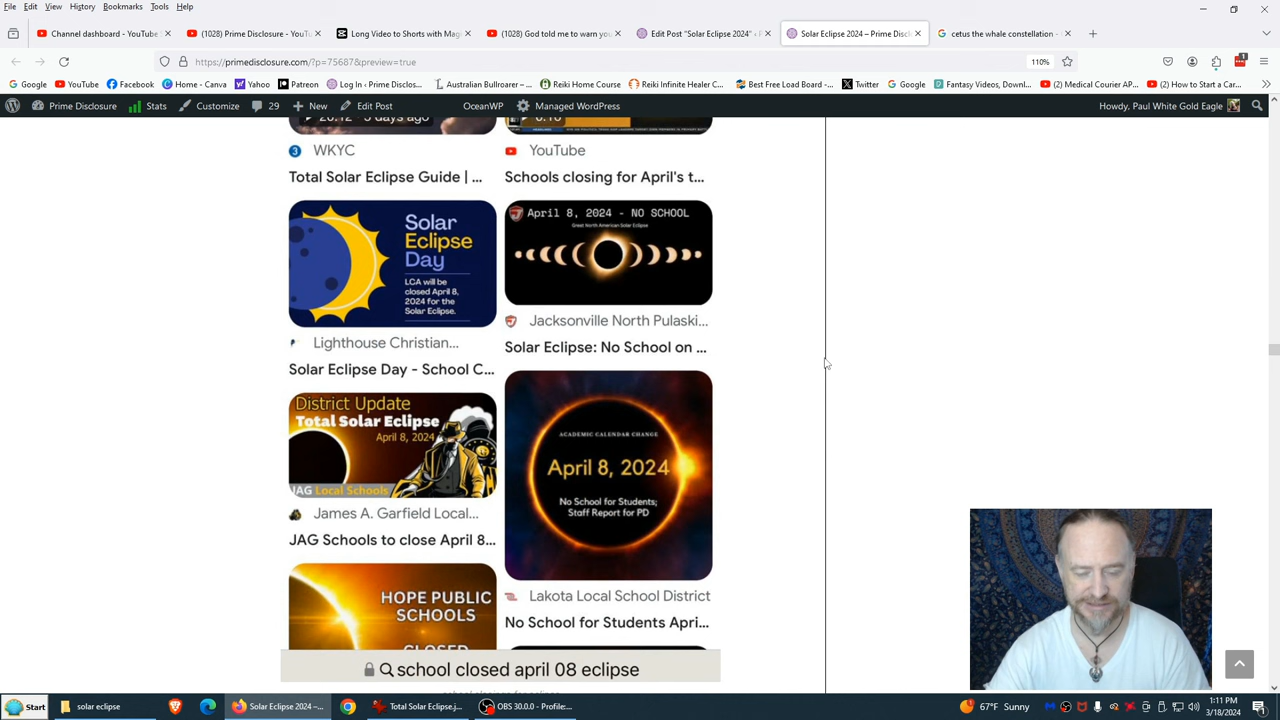 File Edit View History Bookmarks Tools Help
Channel dashboard - YouTube
(1028) Prime Disclosure - YouTu
Long Video to Shorts with Mag
(1028) God told me to warn you
Edit Post "Solar Eclipse 2024" ‹
Solar Eclipse 2024 – Prime Disc
cetus the whale constellation -
https://primedisclosure.com/?p=75687&preview=true
110%
Google YouTube Facebook Home - Canva Yahoo Patreon Log In ‹ Prime Disclos... Australian Bullroarer -... Reiki Home Course Reiki Infinite Healer C... Best Free Load Board -... Twitter Google Fantasy Videos, Downl... (2) Medical Courier AP... (1) How to Start a Car...
Prime Disclosure Stats Customize 29 New Edit Post OceanWP Managed WordPress Howdy, Paul White Gold Eagle
WKYC
Total Solar Eclipse Guide | ...
YouTube
Schools closing for April's t...
Solar
Eclipse
Day
LCA will be
closed April 8,
2024 for the
Solar Eclipse.
Lighthouse Christian...
Solar Eclipse Day - School C...
April 8, 2024 - NO SCHOOL
Great North American Solar Eclipse
Jacksonville North Pulaski...
Solar Eclipse: No School on ...
District Update
Total Solar Eclipse
April 8, 2024
JAG Local Schools
James A. Garfield Local...
JAG Schools to close April 8...
ACADEMIC CALENDAR CHANGE
April 8, 2024
No School for Students;
Staff Report for PD
Lakota Local School District
No School for Students Apri...
HOPE PUBLIC
SCHOOLS
CLOSED
school closed april 08 eclipse
Start
solar eclipse
Solar Eclipse 2024 –...
Total Solar Eclipse.j...
OBS 30.0.0 - Profile:...
67°F Sunny
1:11 PM
3/18/2024